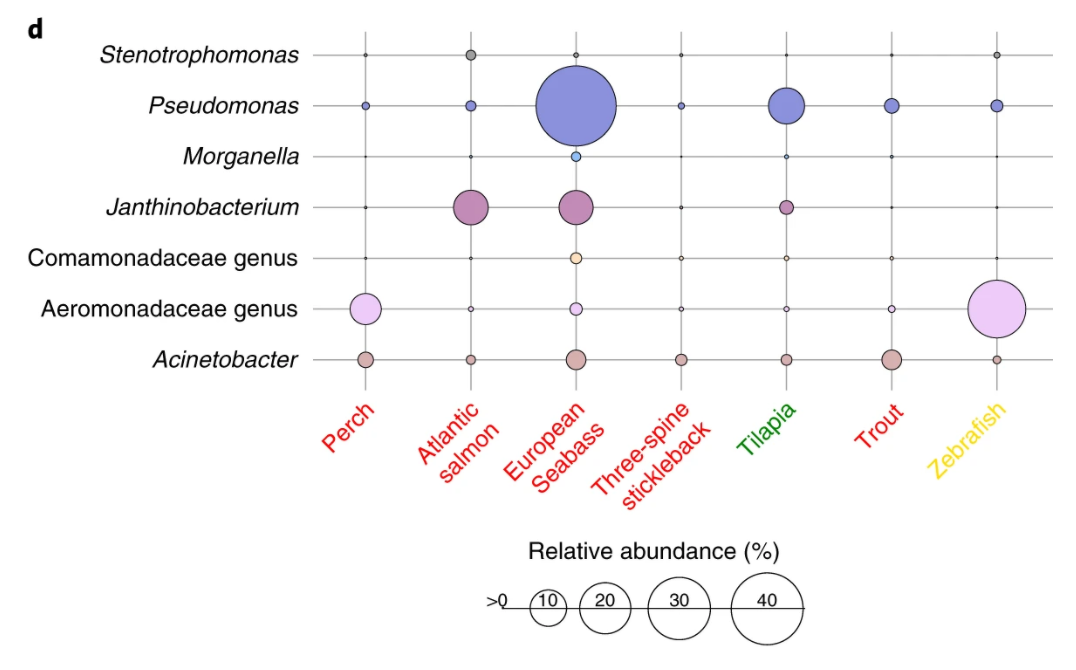 d
Stenotrophomonas
Pseudomonas
Morganella
Janthinobacterium
Comamonadaceae genus
Aeromonadaceae genus
Acinetobacter
Perch
Atlantic
salmon
European
Seabass
Three-spine
stickleback
Tilapia
Trout
Zebrafish
Relative abundance (%)
>0 10 20 30 40